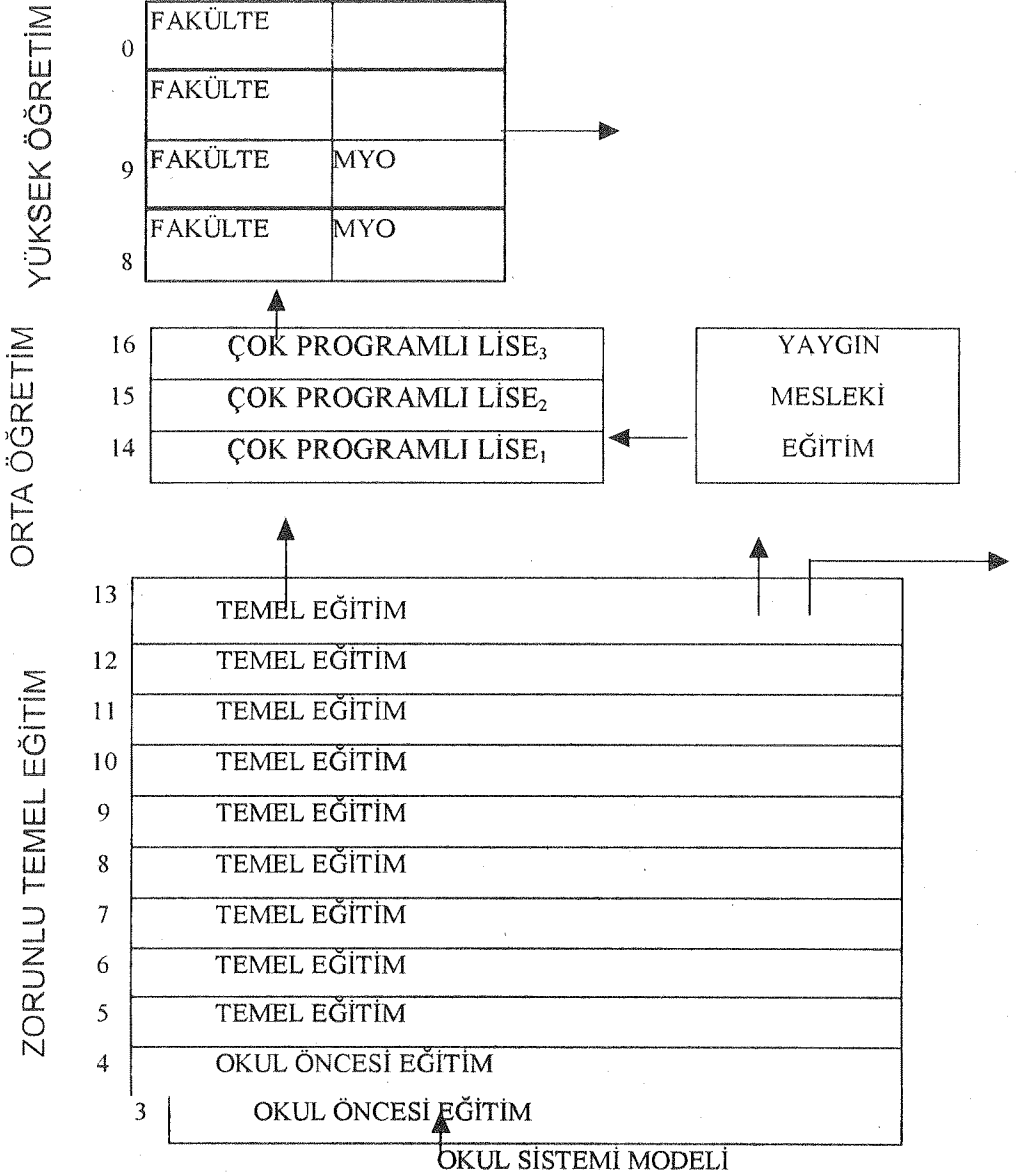 YÜKSEK ÖĞRETİM
FAKÜLTE
0
FAKÜLTE
9 FAKÜLTE MYO
FAKÜLTE MYO
8
ORTA ÖĞRETİM
16 ÇOK PROGRAMLI LİSE3 YAYGIN
15 ÇOK PROGRAMLI LİSE2 MESLEKİ
14 ÇOK PROGRAMLI LİSE1 EĞİTİM
ZORUNLU TEMEL EĞİTİM
13 TEMEL EĞİTİM
12 TEMEL EĞİTİM
11 TEMEL EĞİTİM
10 TEMEL EĞİTİM
9 TEMEL EĞİTİM
8 TEMEL EĞİTİM
7 TEMEL EĞİTİM
6 TEMEL EĞİTİM
5 TEMEL EĞİTİM
4 OKUL ÖNCESİ EĞİTİM
3 OKUL ÖNCESİ EĞİTİM
OKUL SİSTEMİ MODELİ